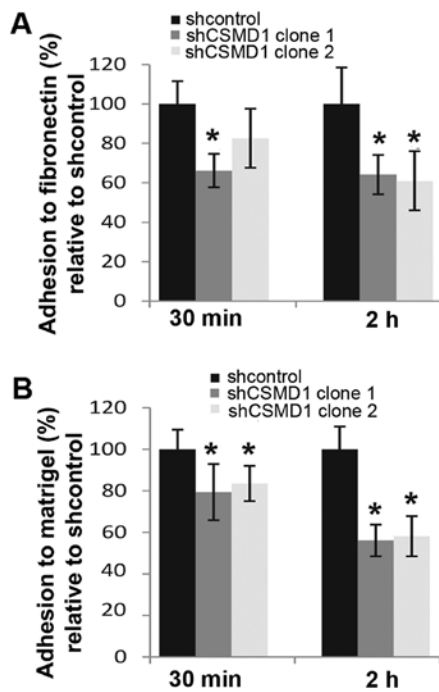 A
shcontrol
shCSMD1 clone 1
shCSMD1 clone 2
Adhesion to fibronectin (%)
relative to shcontrol
120
100
80
60
40
20
0
*
*
*
30 min
2 h
B
shcontrol
shCSMD1 clone 1
shCSMD1 clone 2
Adhesion to matrigel (%)
relative to shcontrol
120
100
80
60
40
20
0
*
*
*
*
30 min
2 h